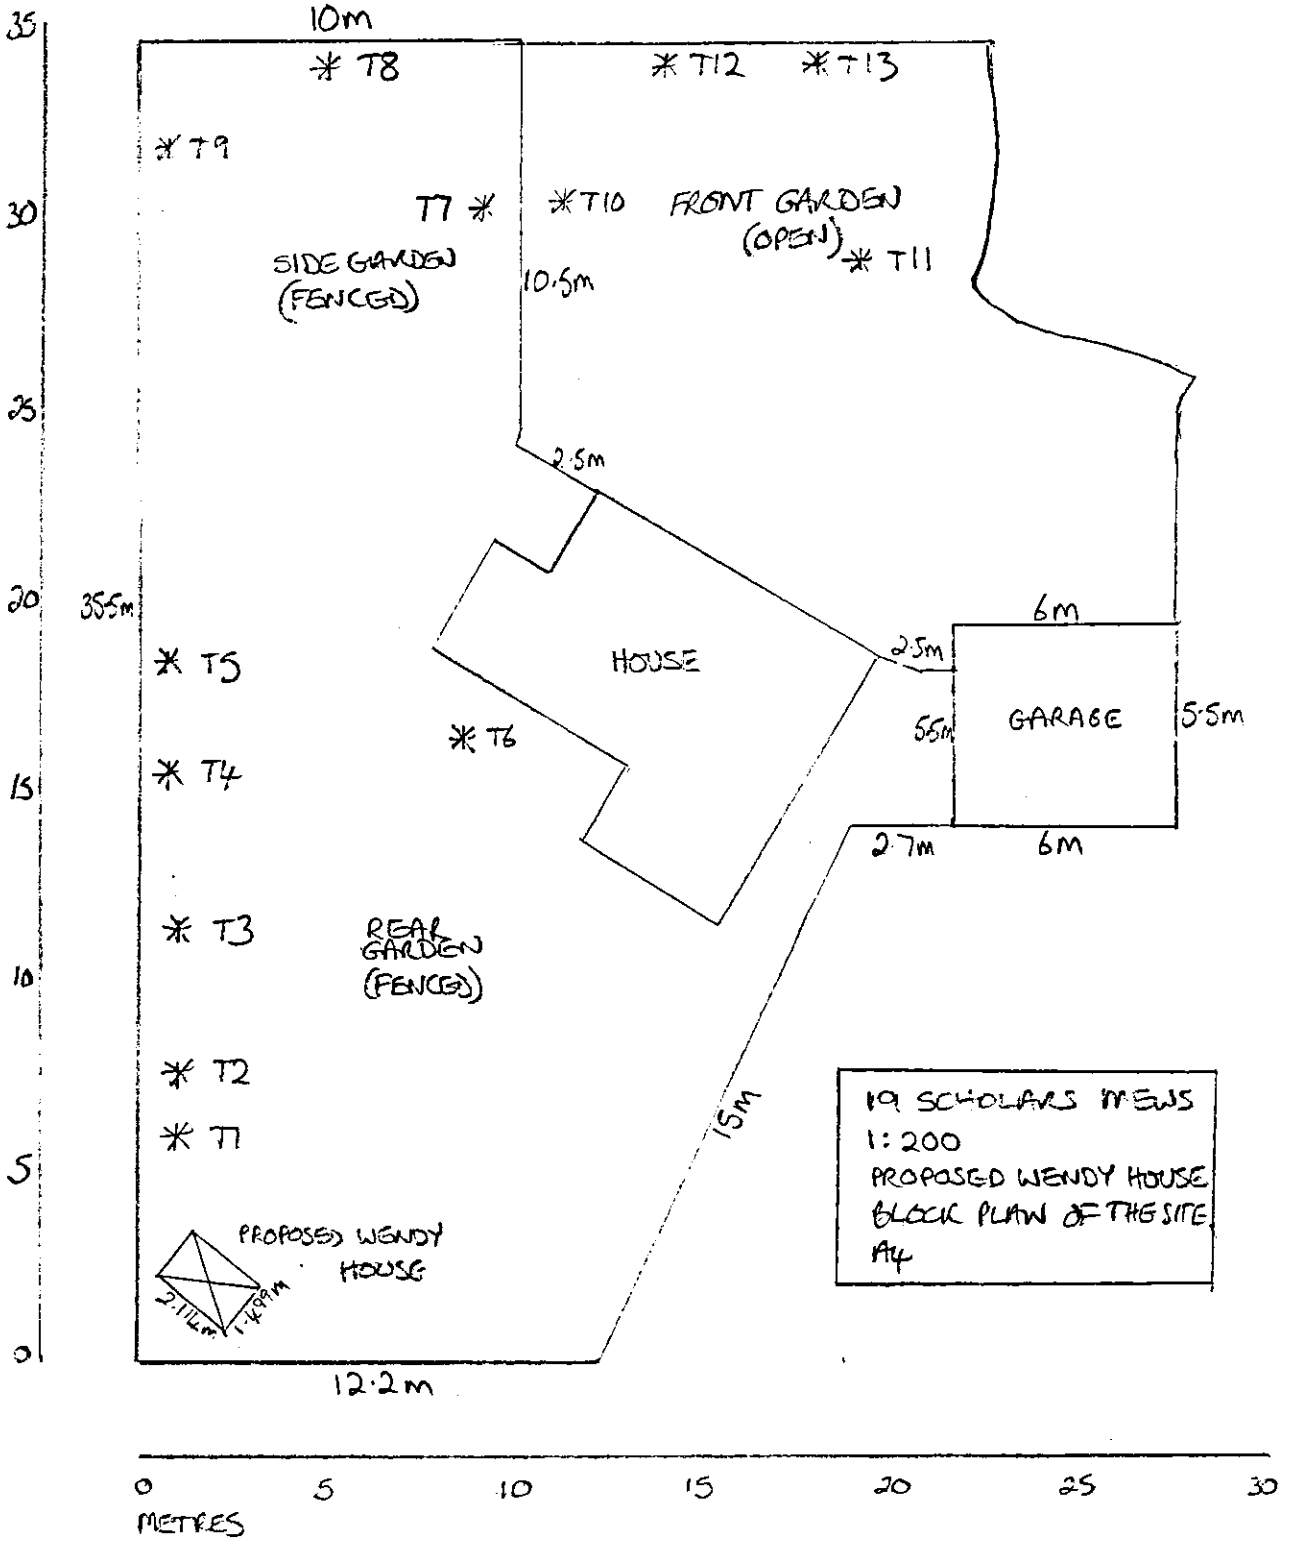 35
10m
T8
T12
T13
T9
30
T7
T10
FRONT GARDEN
(OPEN)
T11
SIDE GARDEN
(FENCED)
10.5m
25
2.5m
20
35.5m
6m
T5
HOUSE
2.5m
GARAGE
5.5m
5.5m
T6
T4
15
2.7m
6m
T3
REAR
GARDEN
(FENCED)
10
T2
T1
15m
19 SCHOLARS MEWS
1:200
PROPOSED WENDY HOUSE
BLOCK PLAN OF THE SITE
A4
5
PROPOSED WENDY
HOUSE
2.114m
1.499m
0
12.2m
0 5 10 15 20 25 30
METRES